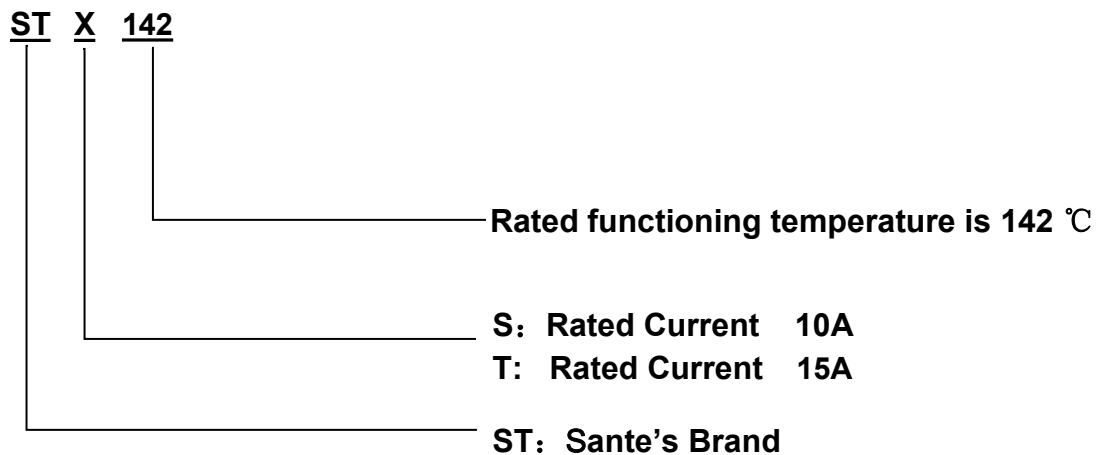 ST X 142
Rated functioning temperature is 142 ℃
S：Rated Current 10A
T: Rated Current 15A
ST：Sante’s Brand